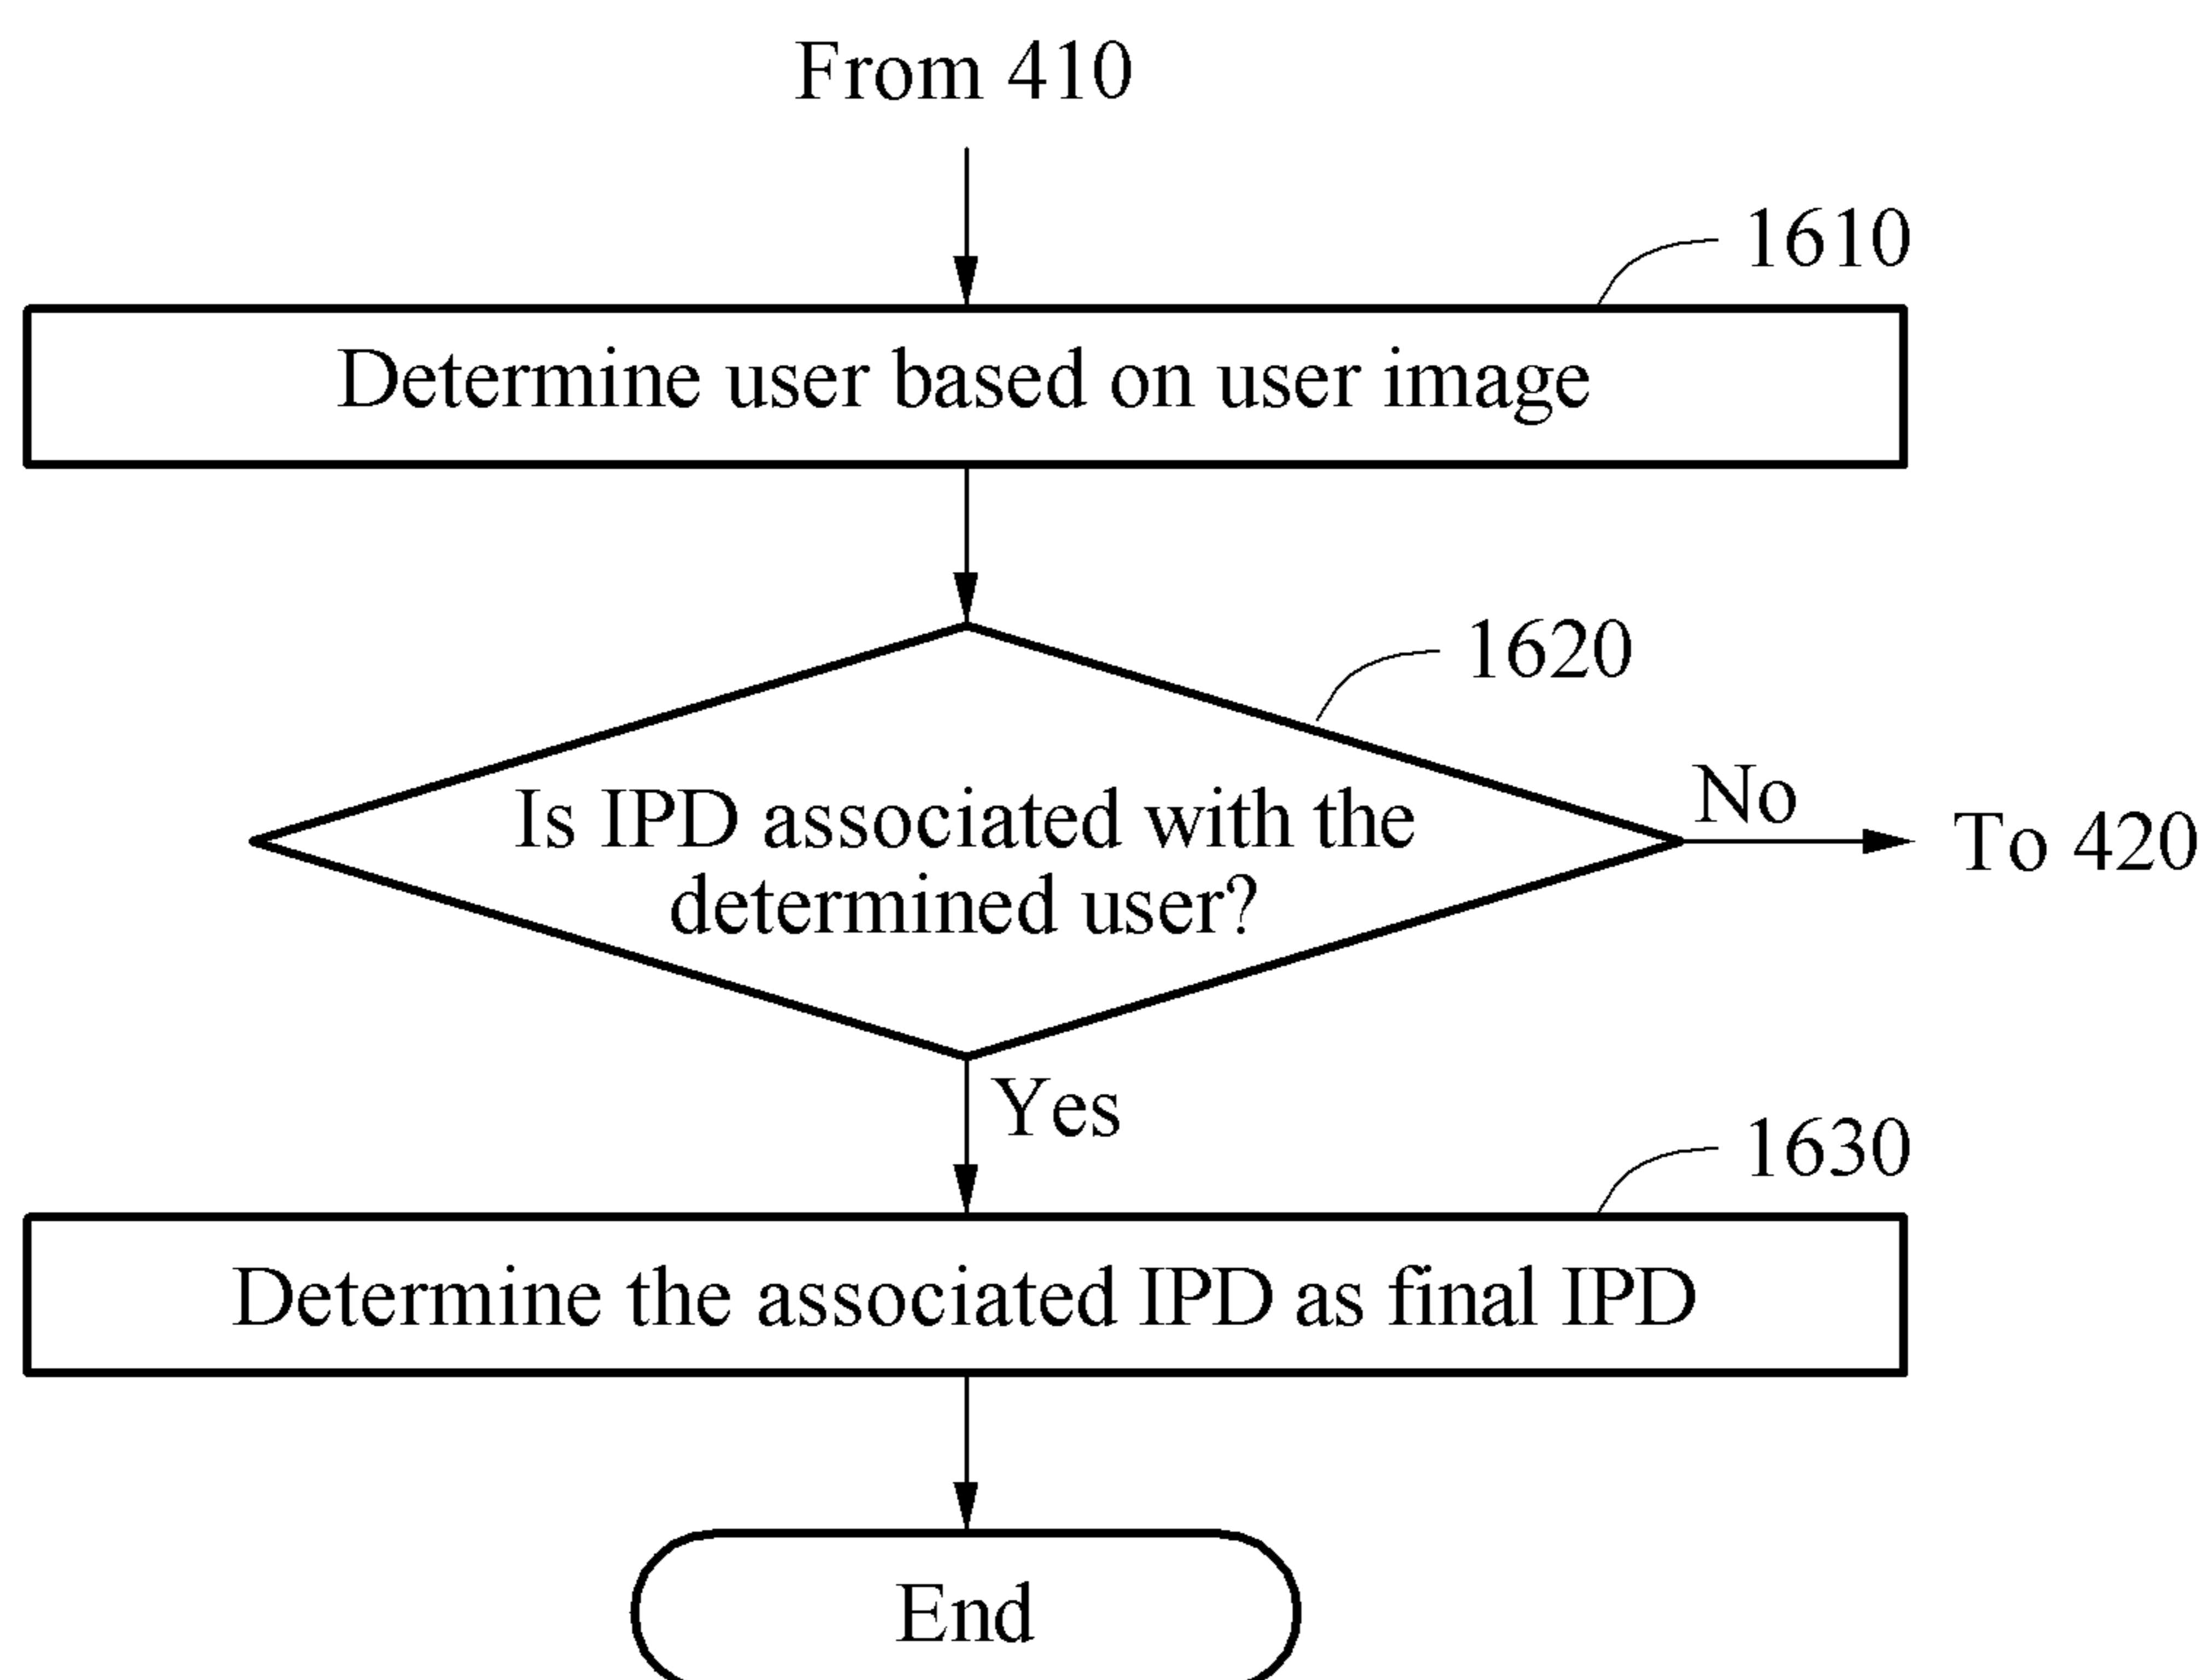 From 410
1610
Determine user based on user image
1620
Is IPD associated with the
determined user?
No
To 420
Yes
1630
Determine the associated IPD as final IPD
End